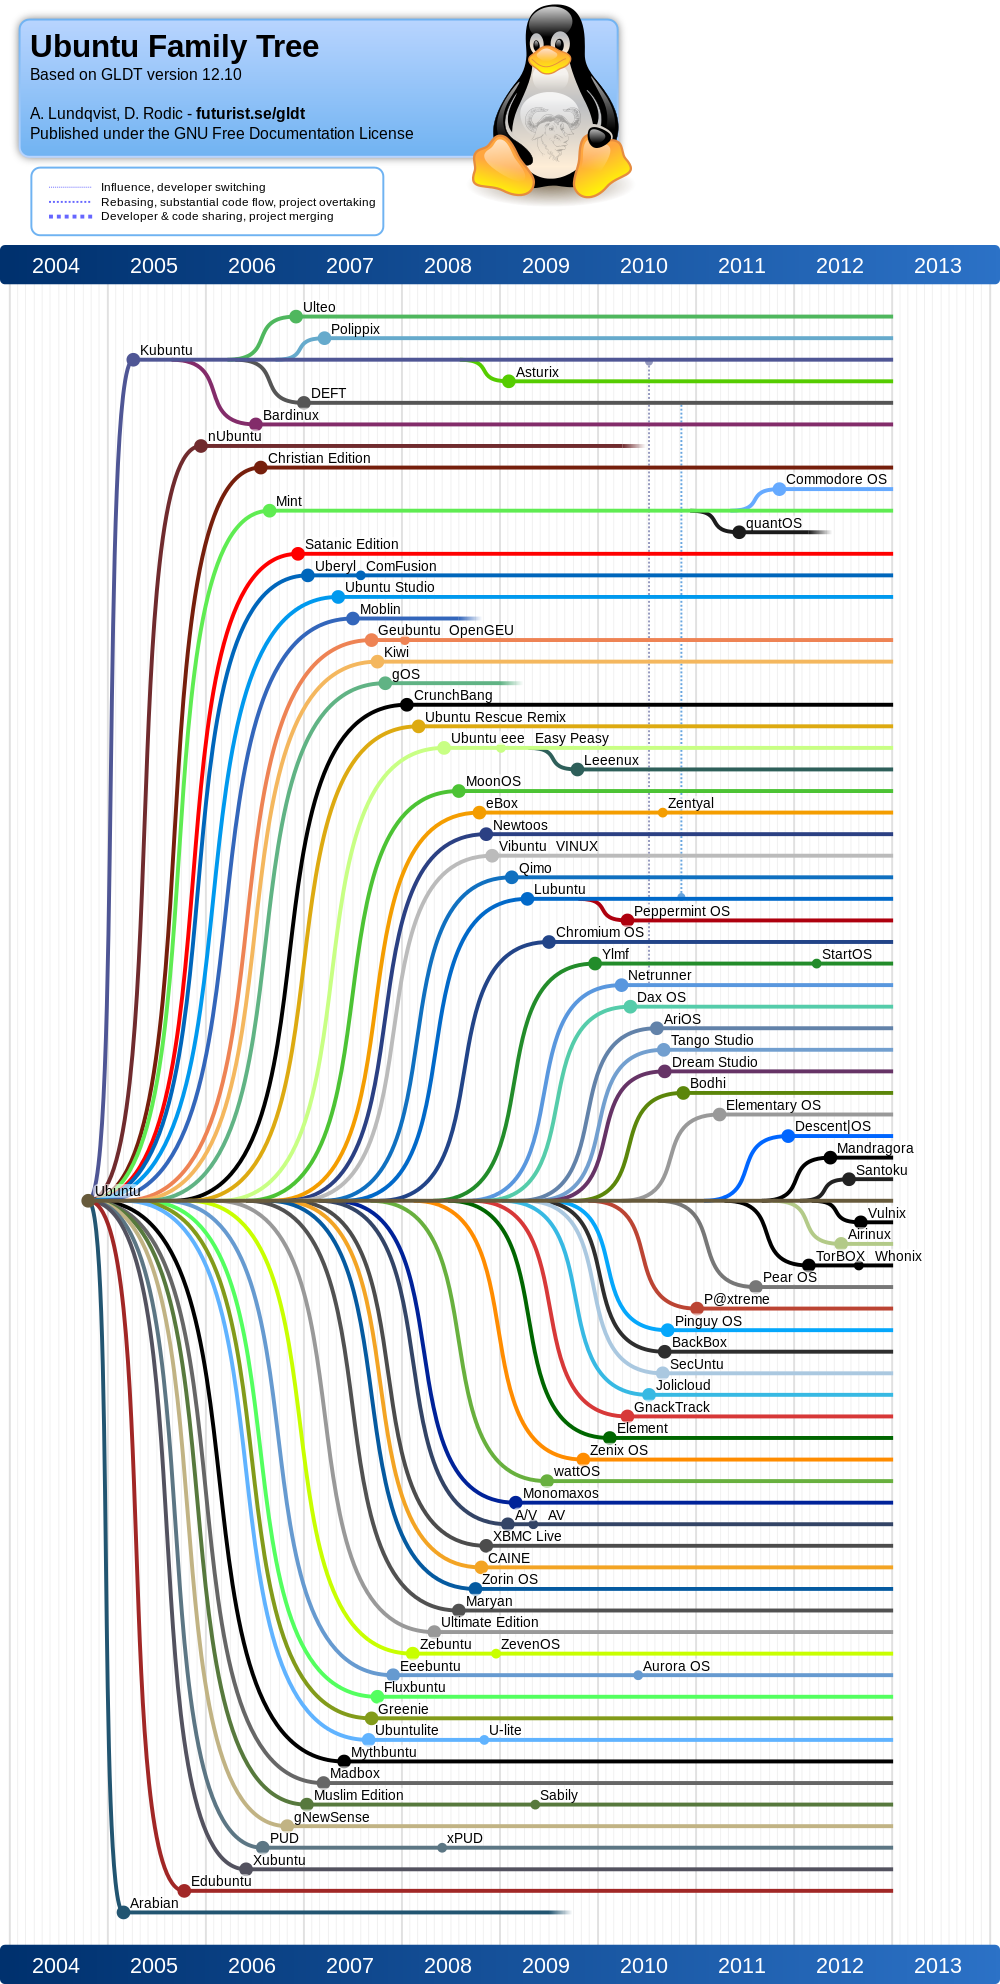 Ubuntu Family Tree
Based on GLDT version 12.10
A. Lundqvist, D. Rodic - futurist.se/gldt
Published under the GNU Free Documentation License
Influence, developer switching
Rebasing, substantial code flow, project overtaking
Developer & code sharing, project merging
2004 2005 2006 2007 2008 2009 2010 2011 2012 2013
Ulteo
Polippix
Kubuntu
Asturix
DEFT
Bardinux
nUbuntu
Christian Edition
Commodore OS
Mint
quantOS
Satanic Edition
Uberyl ComFusion
Ubuntu Studio
Moblin
Geubuntu OpenGEU
Kiwi
gOS
CrunchBang
Ubuntu Rescue Remix
Ubuntu eee Easy Peasy
Leeenux
MoonOS
eBox Zentyal
Newtoos
Vibuntu VINUX
Qimo
Lubuntu
Peppermint OS
Chromium OS
Ylmf StartOS
Netrunner
Dax OS
AriOS
Tango Studio
Dream Studio
Bodhi
Elementary OS
Descent|OS
Mandragora
Santoku
Ubuntu
Vulnix
Airinux
TorBOX Whonix
Pear OS
P@xtreme
Pinguy OS
BackBox
SecUntu
Jolicloud
GnackTrack
Element
Zenix OS
wattOS
Monomaxos
A/V AV
XBMC Live
CAINE
Zorin OS
Maryan
Ultimate Edition
Zebuntu ZevenOS
Eeebuntu Aurora OS
Fluxbuntu
Greenie
Ubuntulite U-lite
Mythbuntu
Madbox
Muslim Edition Sabily
gNewSense
PUD xPUD
Xubuntu
Edubuntu
Arabian
2004 2005 2006 2007 2008 2009 2010 2011 2012 2013